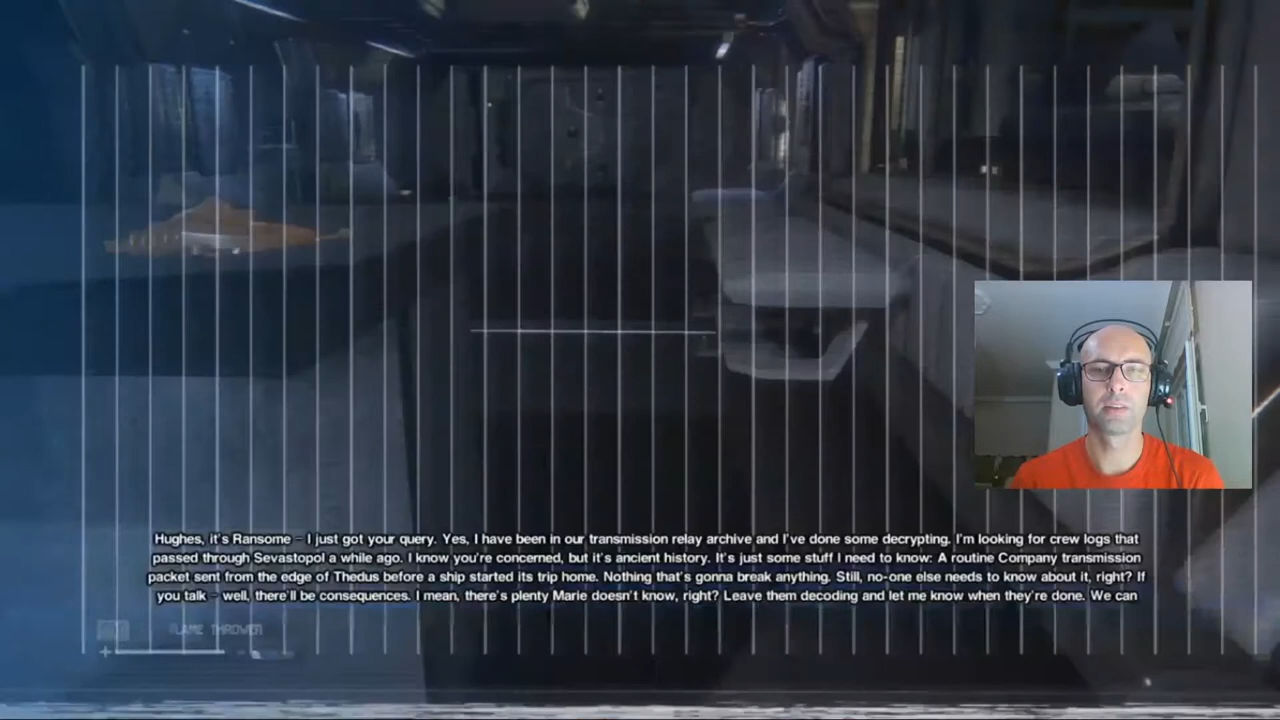 Hughes, it's Ransome – I just got your query. Yes, I have been in our transmission relay archive and I've done some decrypting. I'm looking for crew logs that
passed through Sevastopol a while ago. I know you're concerned, but it's ancient history. It's just some stuff I need to know: A routine Company transmission
packet sent from the edge of Thedus before a ship started its trip home. Nothing that's gonna break anything. Still, no-one else needs to know about it, right? If
you talk – well, there'll be consequences. I mean, there's plenty Marie doesn't know, right? Leave them decoding and let me know when they're done. We can
FLAME THROWER